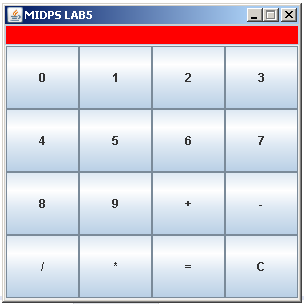 MIDPS LAB5
0 1 2 3
4 5 6 7
8 9 + -
/ * = C